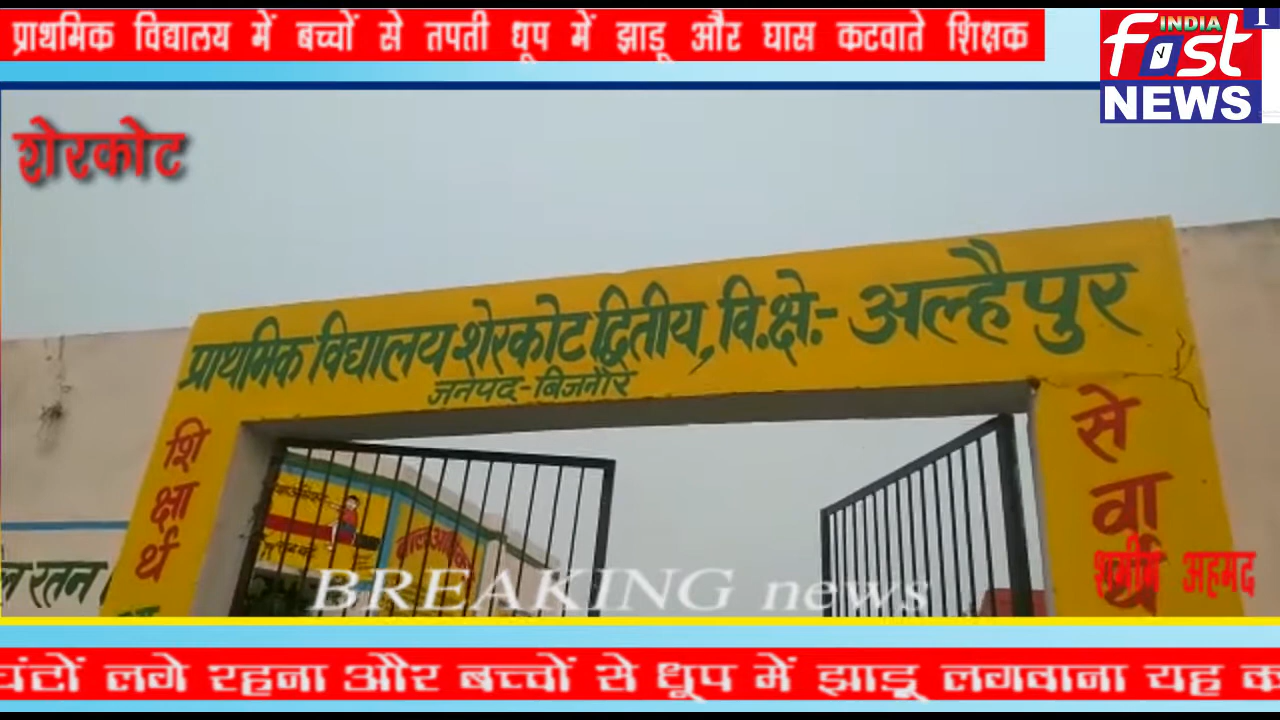 प्राथमिक विद्यालय में बच्चों से तपती धूप में झाडू और घास कटवाते शिक्षक
INDIA
fast
NEWS
शेरकोट
प्राथमिक विद्यालय शेरकोट द्वितीय, वि.क्षे.- अल्हैपुर
जनपद-बिजनौर
शिक्षार्थ
सेवार्थ
रतन
शमीम अहमद
BREAKING news
घंटों लगे रहना और बच्चों से धूप में झाडू लगवाना यह